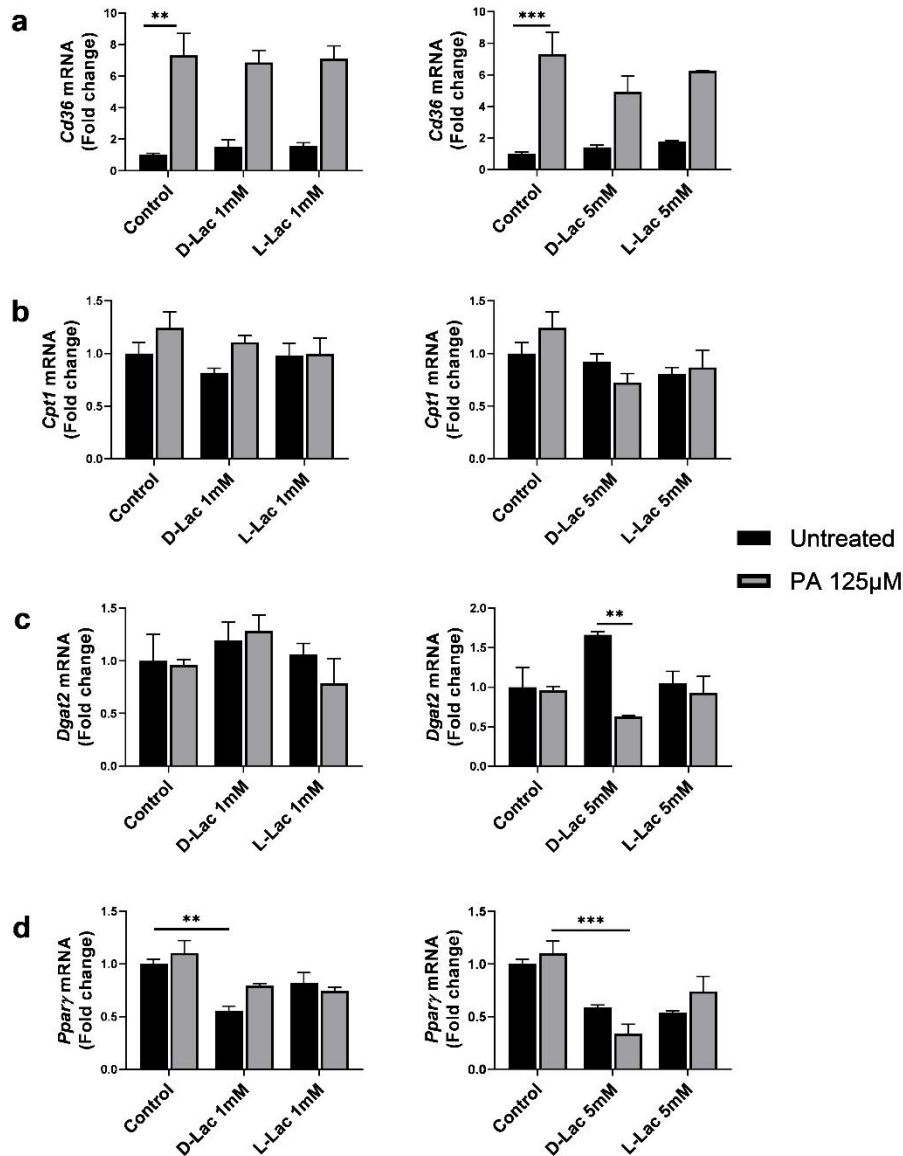 a
**
Cd36 mRNA
(Fold change)
10
8
6
4
2
0
Control
D-Lac 1mM
L-Lac 1mM
***
Cd36 mRNA
(Fold change)
10
8
6
4
2
0
Control
D-Lac 5mM
L-Lac 5mM
b
Cpt1 mRNA
(Fold change)
1.5
1.0
0.5
0.0
Control
D-Lac 1mM
L-Lac 1mM
Cpt1 mRNA
(Fold change)
1.5
1.0
0.5
0.0
Control
D-Lac 5mM
L-Lac 5mM
Untreated
PA 125µM
c
Dgat2 mRNA
(Fold change)
1.5
1.0
0.5
0.0
Control
D-Lac 1mM
L-Lac 1mM
**
Dgat2 mRNA
(Fold change)
2.0
1.5
1.0
0.5
0.0
Control
D-Lac 5mM
L-Lac 5mM
d
**
Pparγ mRNA
(Fold change)
1.5
1.0
0.5
0.0
Control
D-Lac 1mM
L-Lac 1mM
***
Pparγ mRNA
(Fold change)
1.5
1.0
0.5
0.0
Control
D-Lac 5mM
L-Lac 5mM